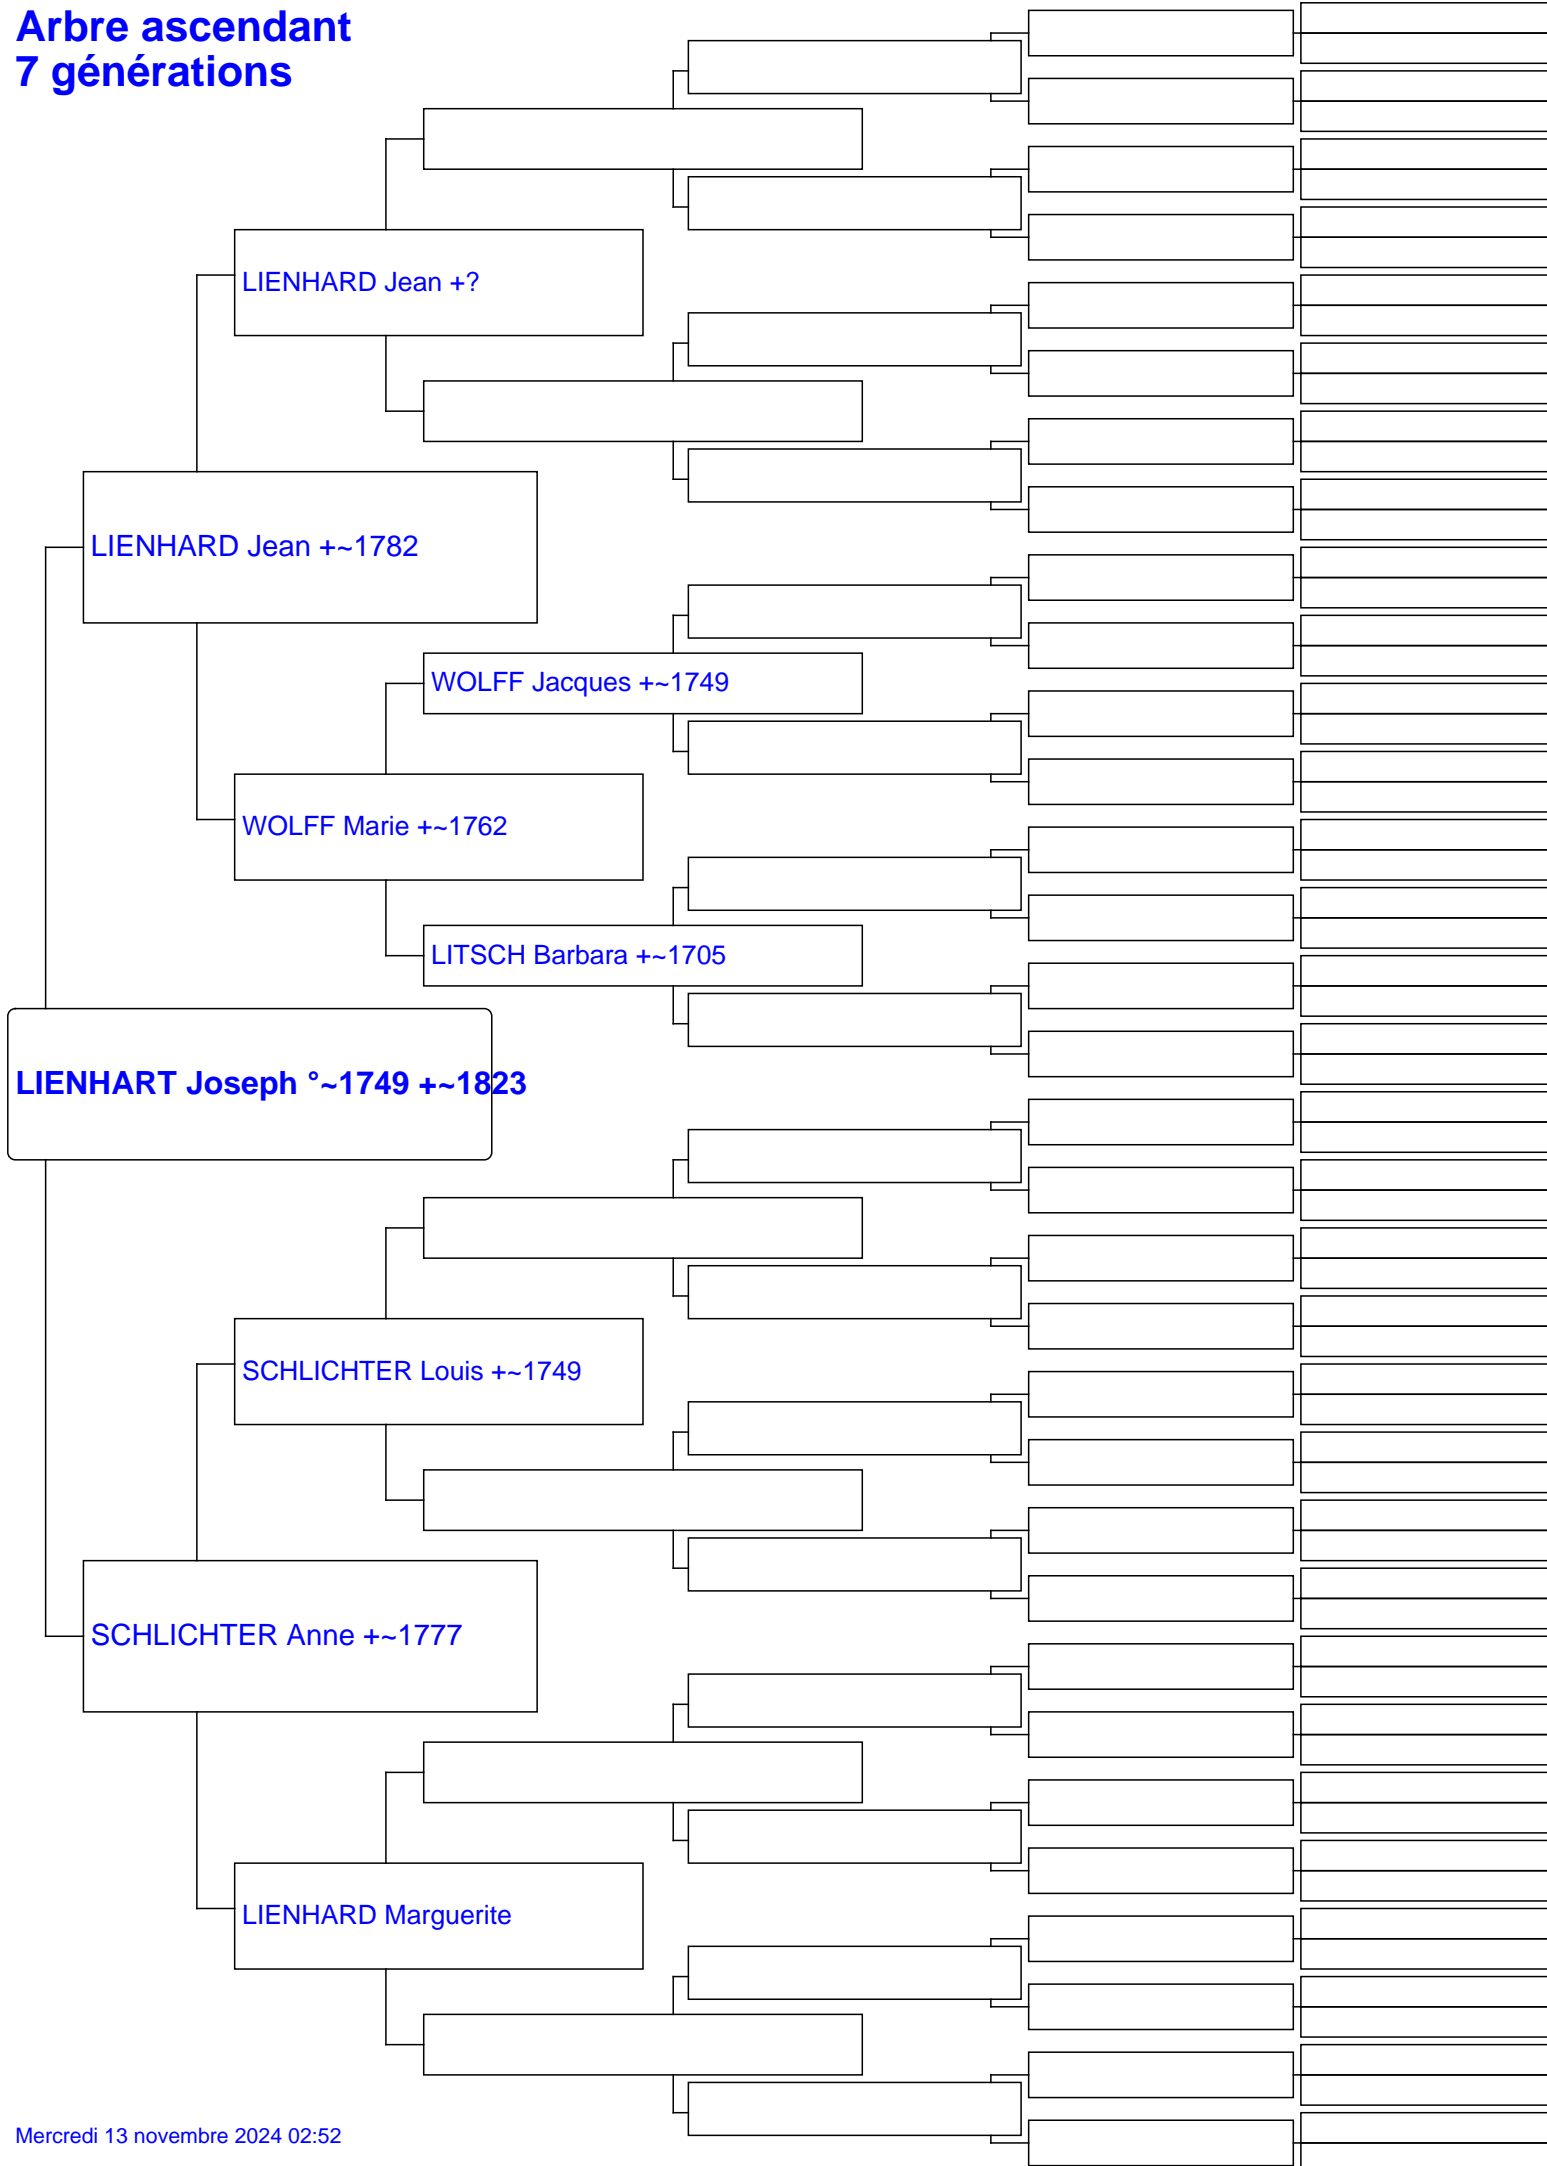 Arbre ascendant
7 générations
LIENHARD Jean +?
LIENHARD Jean +~1782
WOLFF Jacques +~1749
WOLFF Marie +~1762
LITSCH Barbara +~1705
LIENHART Joseph °~1749 +~1823
SCHLICHTER Louis +~1749
SCHLICHTER Anne +~1777
LIENHARD Marguerite
Mercredi 13 novembre 2024 02:52